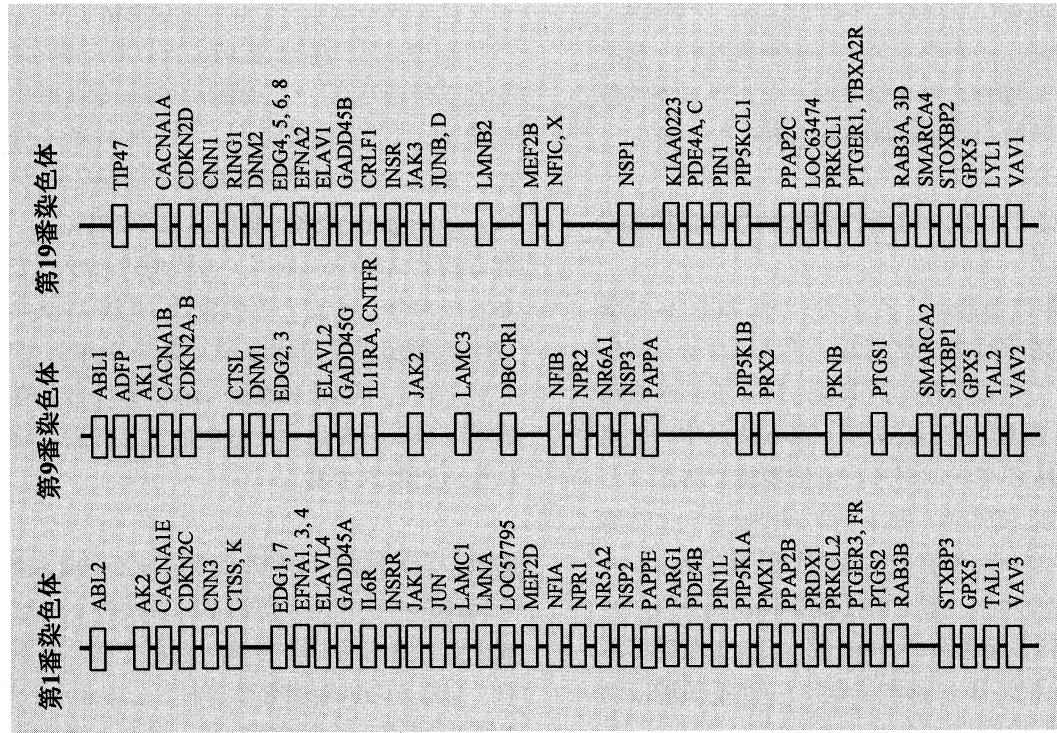 第1番染色体
ABL2
AK2
CACNA1E
CDKN2C
CNN3
CTSS, K
EDG1, 7
EFNA1, 3, 4
ELAVL4
GADD45A
IL6R
INSRR
JAK1
JUN
LAMC1
LMNA
LOC57795
MEF2D
NFIA
NPR1
NR5A2
NSP2
PAPPE
PARG1
PDE4B
PIN1L
PIP5K1A
PMX1
PPAP2B
PRDX1
PRKCL2
PTGER3, FR
PTGS2
RAB3B
STXBP3
GPX5
TAL1
VAV3
第9番染色体
ABL1
ADFP
AK1
CACNA1B
CDKN2A, B
CTSL
DNM1
EDG2, 3
ELAVL2
GADD45G
IL11RA, CNTFR
JAK2
LAMC3
DBCCR1
NFIB
NPR2
NR6A1
NSP3
PAPPA
PIP5K1B
PRX2
PKNB
PTGS1
SMARCA2
STXBP1
GPX5
TAL2
VAV2
第19番染色体
TIP47
CACNA1A
CDKN2D
CNN1
RING1
DNM2
EDG4, 5, 6, 8
EFNA2
ELAV1
GADD45B
CRLF1
INSR
JAK3
JUNB, D
LMNB2
MEF2B
NFIC, X
NSP1
KIAA0223
PDE4A, C
PIN1
PIP5KCL1
PPAP2C
LOC63474
PRKCL1
PTGER1, TBXA2R
RAB3A, 3D
SMARCA4
STOXBP2
GPX5
LYL1
VAV1